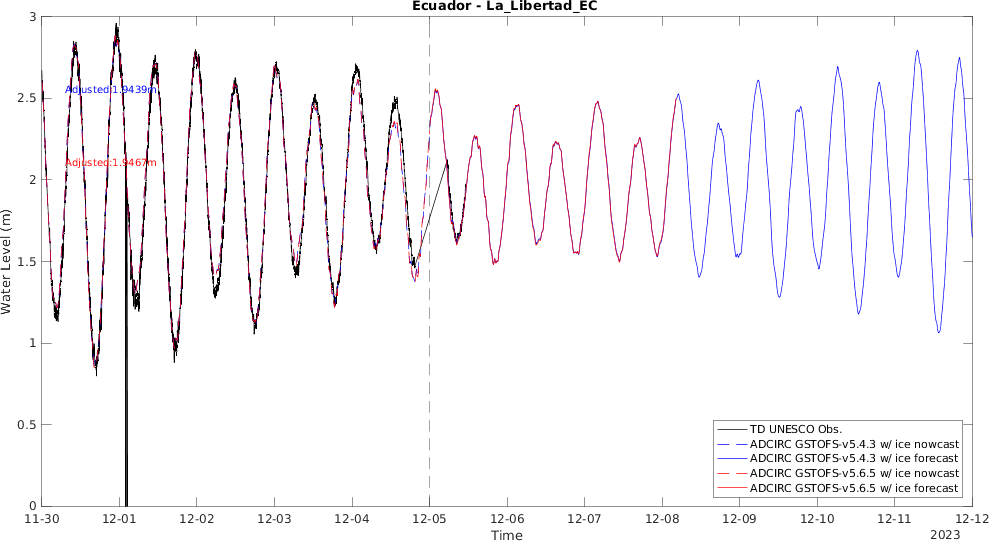 Ecuador - La_Libertad_EC
3
2.5
2
1.5
1
0.5
0
Water Level (m)
Adjusted:1.9439m
Adjusted:1.9467m
TD UNESCO Obs.
ADCIRC GSTOFS-v5.4.3 w/ ice nowcast
ADCIRC GSTOFS-v5.4.3 w/ ice forecast
ADCIRC GSTOFS-v5.6.5 w/ ice nowcast
ADCIRC GSTOFS-v5.6.5 w/ ice forecast
11-30 12-01 12-02 12-03 12-04 12-05 12-06 12-07 12-08 12-09 12-10 12-11 12-12
Time
2023